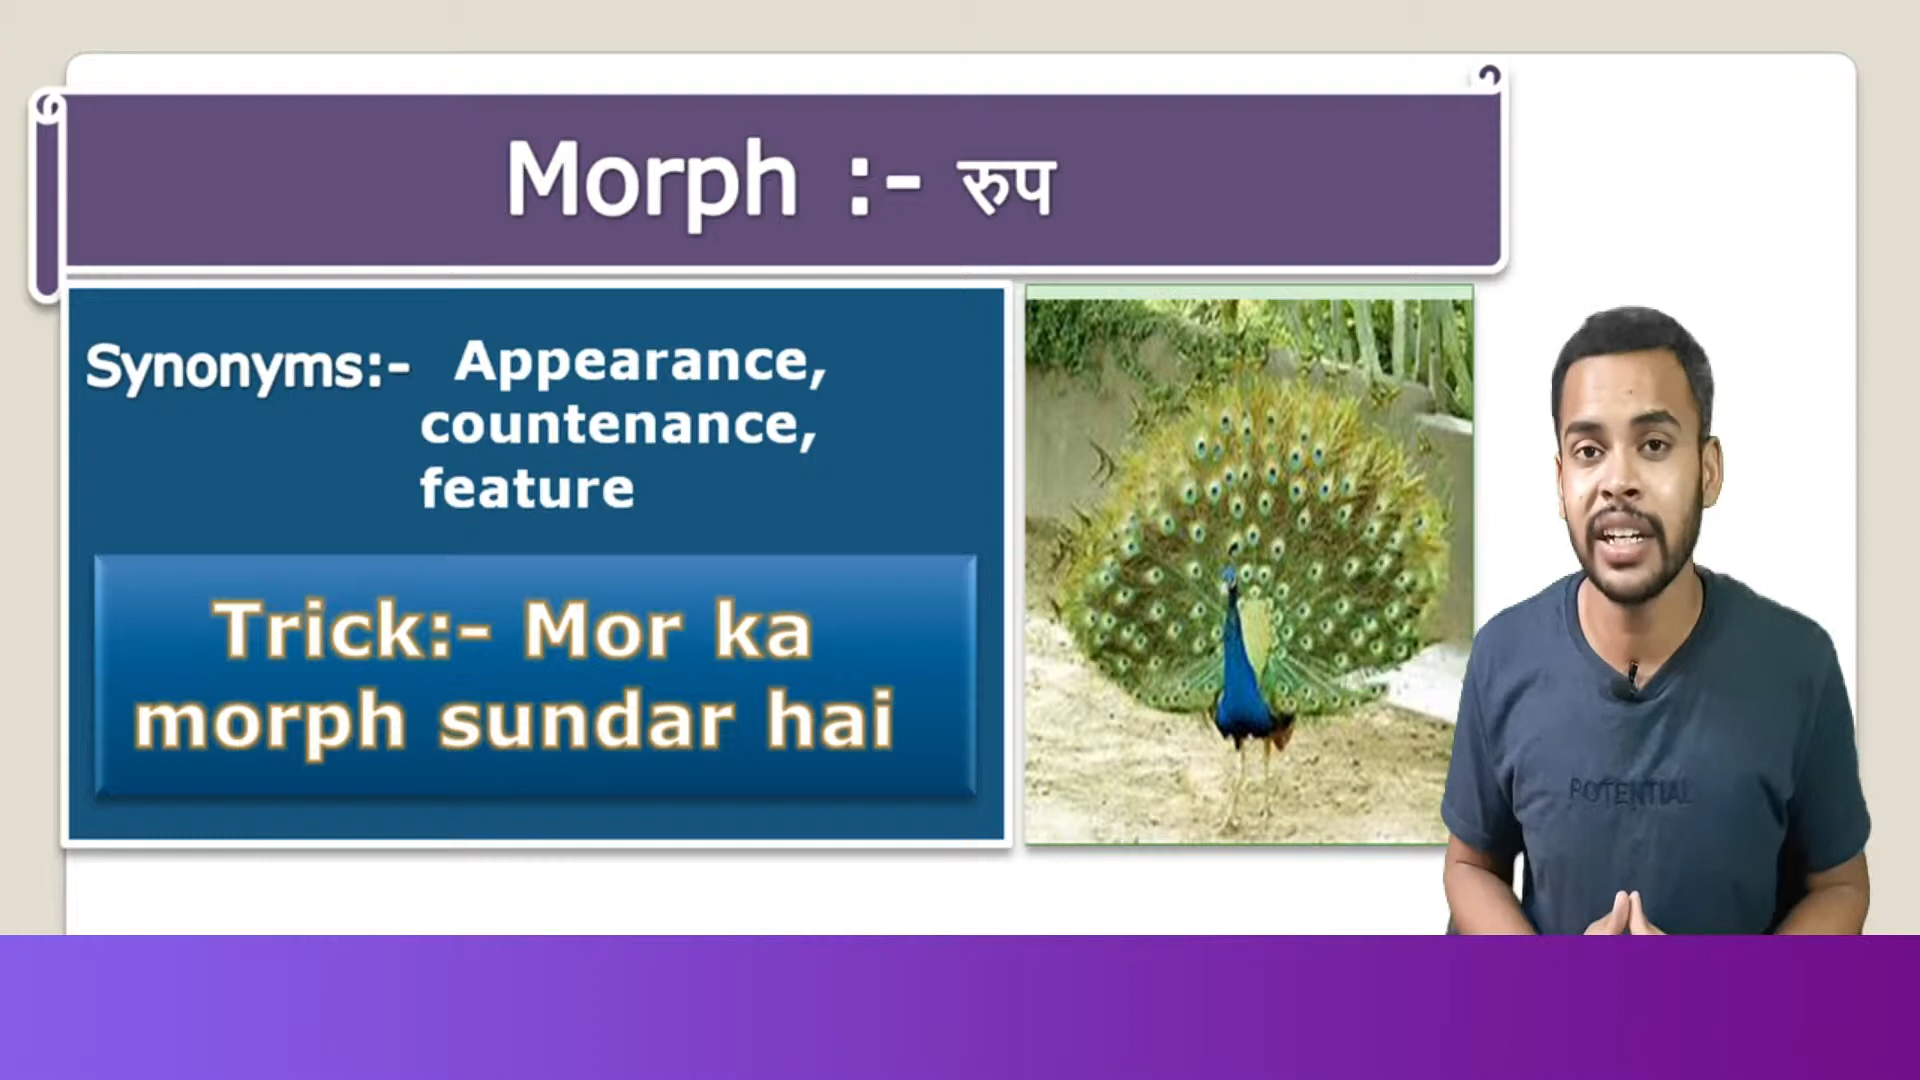 Morph :- रुप
Synonyms:- Appearance,
countenance,
feature
Trick:- Mor ka
morph sundar hai
POTENTIAL